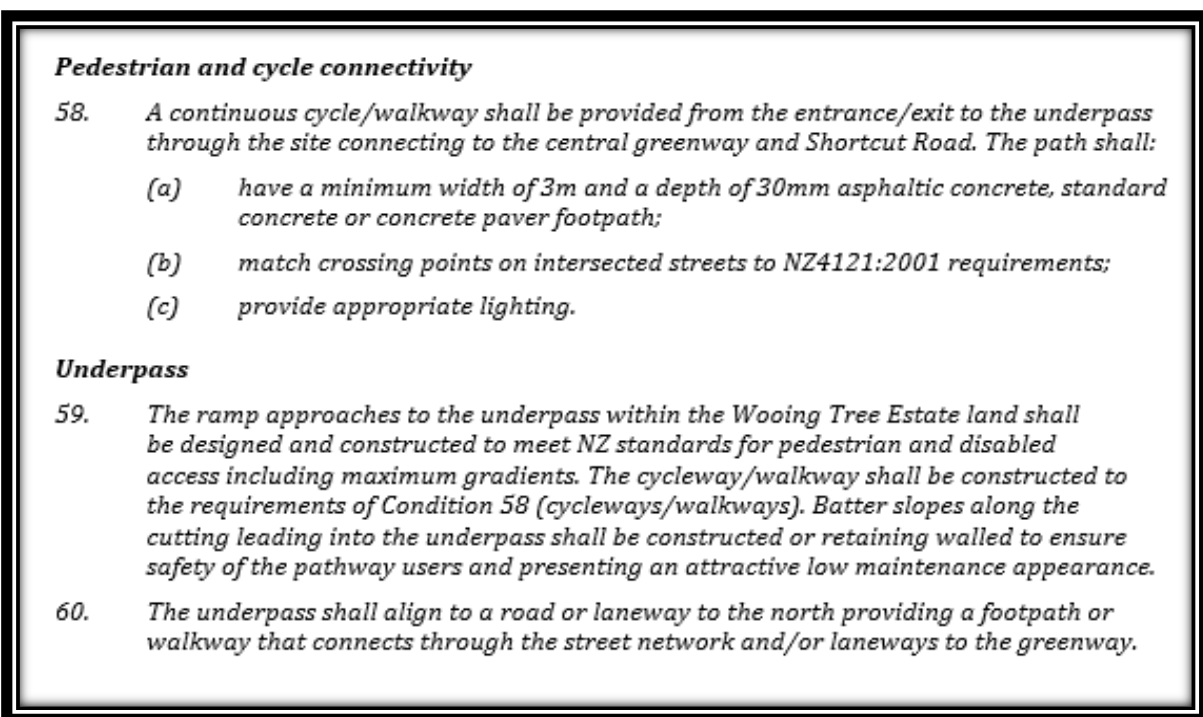 Pedestrian and cycle connectivity
58. A continuous cycle/walkway shall be provided from the entrance/exit to the underpass
through the site connecting to the central greenway and Shortcut Road. The path shall:
(a) have a minimum width of 3m and a depth of 30mm asphaltic concrete, standard
concrete or concrete paver footpath;
(b) match crossing points on intersected streets to NZ4121:2001 requirements;
(c) provide appropriate lighting.
Underpass
59. The ramp approaches to the underpass within the Wooing Tree Estate land shall
be designed and constructed to meet NZ standards for pedestrian and disabled
access including maximum gradients. The cycleway/walkway shall be constructed to
the requirements of Condition 58 (cycleways/walkways). Batter slopes along the
cutting leading into the underpass shall be constructed or retaining walled to ensure
safety of the pathway users and presenting an attractive low maintenance appearance.
60. The underpass shall align to a road or laneway to the north providing a footpath or
walkway that connects through the street network and/or laneways to the greenway.